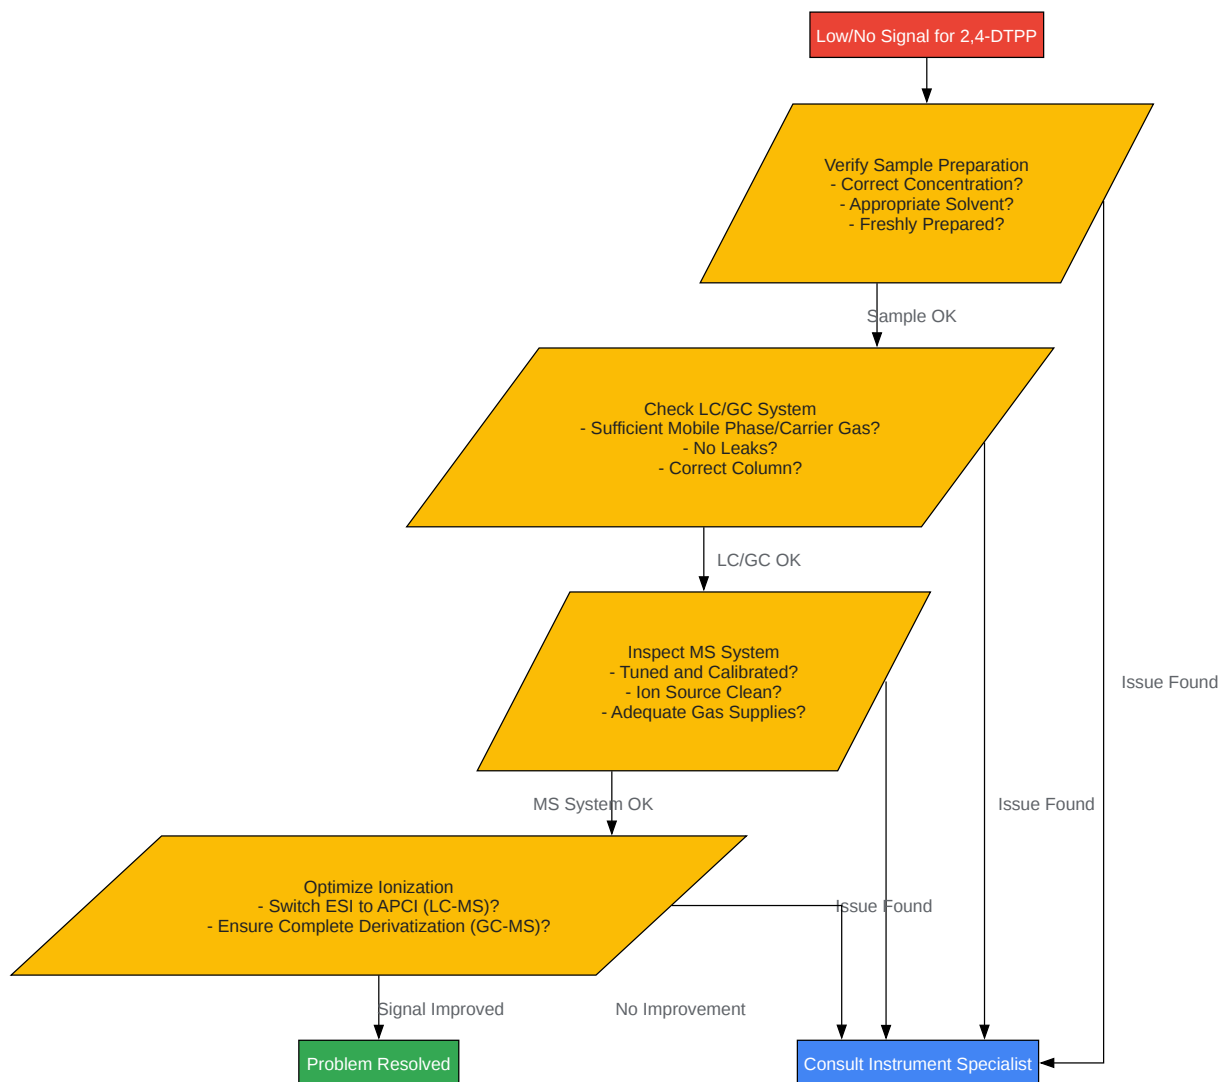 Low/No Signal for 2,4-DTPP
Verify Sample Preparation
- Correct Concentration?
- Appropriate Solvent?
- Freshly Prepared?
Sample OK
Check LC/GC System
- Sufficient Mobile Phase/Carrier Gas?
- No Leaks?
- Correct Column?
LC/GC OK
Inspect MS System
- Tuned and Calibrated?
- Ion Source Clean?
- Adequate Gas Supplies?
Issue Found
MS System OK
Issue Found
Optimize Ionization
- Switch ESI to APCI (LC-MS)?
- Ensure Complete Derivatization (GC-MS)?
Issue Found
Signal Improved
No Improvement
Problem Resolved
Consult Instrument Specialist